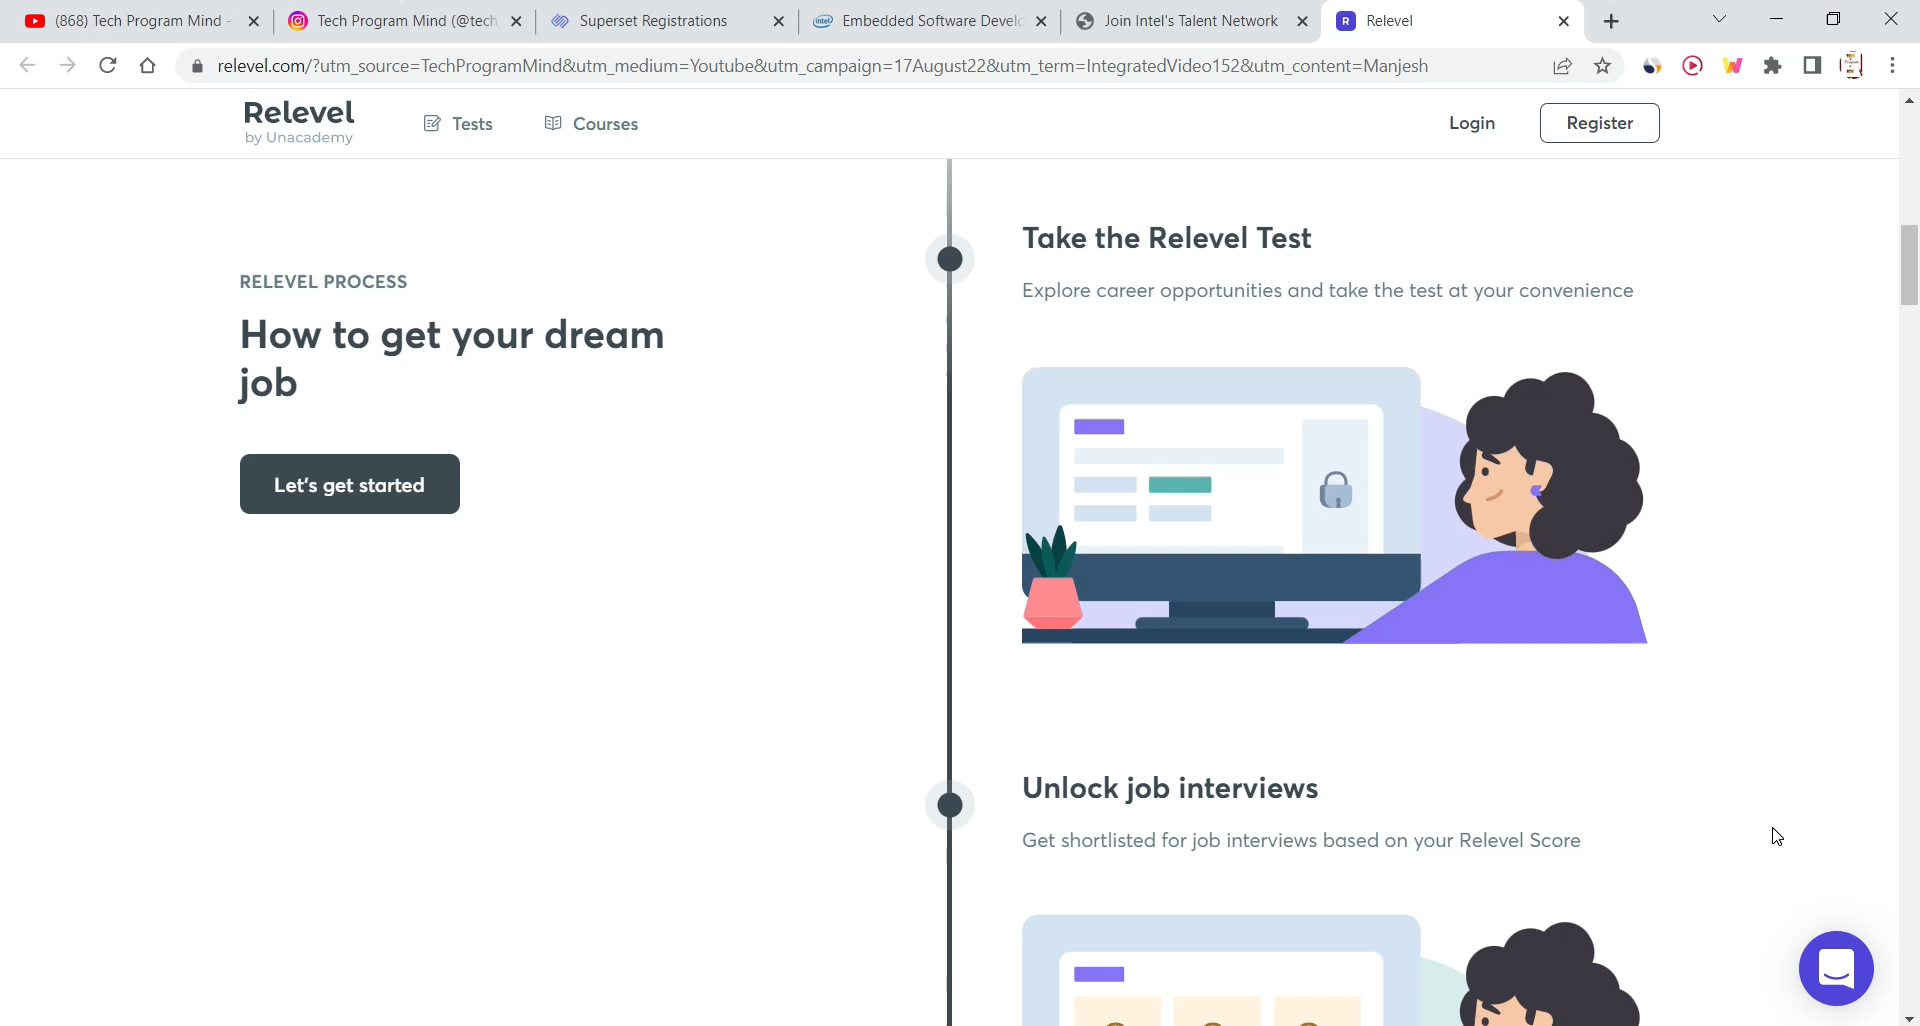 (868) Tech Program Mind -
Tech Program Mind (@tech
Superset Registrations
intel
Embedded Software Develo
Join Intel's Talent Network
R
Relevel
relevel.com/?utm_source=TechProgramMind&utm_medium=Youtube&utm_campaign=17August22&utm_term=IntegratedVideo152&utm_content=Manjesh
Relevel
by Unacademy
Tests
Courses
Login
Register
RELEVEL PROCESS
How to get your dream
job
Let's get started
Take the Relevel Test
Explore career opportunities and take the test at your convenience
Unlock job interviews
Get shortlisted for job interviews based on your Relevel Score